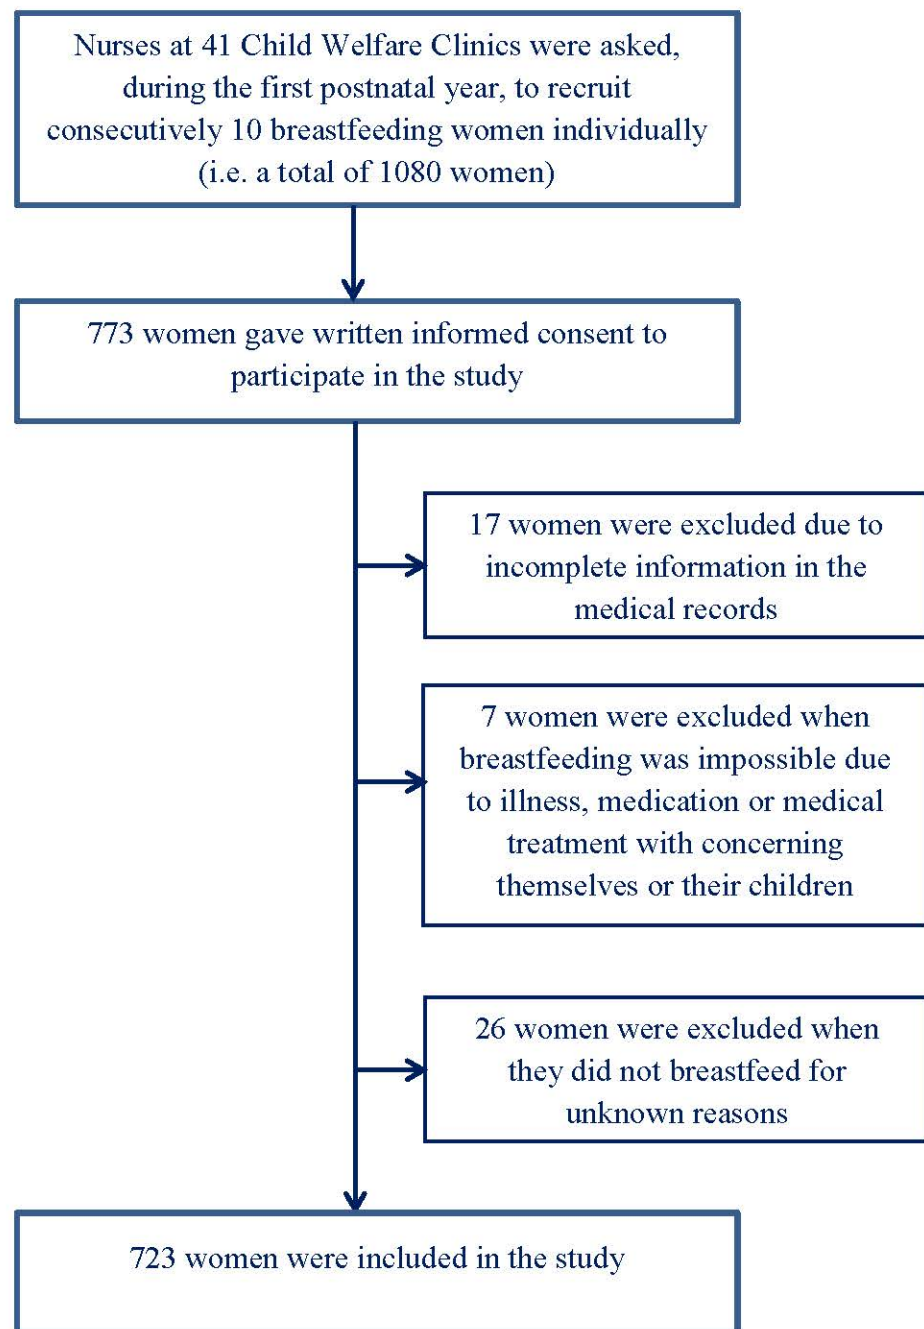 Nurses at 41 Child Welfare Clinics were asked,
during the first postnatal year, to recruit
consecutively 10 breastfeeding women individually
(i.e. a total of 1080 women)
773 women gave written informed consent to
participate in the study
17 women were excluded due to
incomplete information in the
medical records
7 women were excluded when
breastfeeding was impossible due
to illness, medication or medical
treatment with concerning
themselves or their children
26 women were excluded when
they did not breastfeed for
unknown reasons
723 women were included in the study